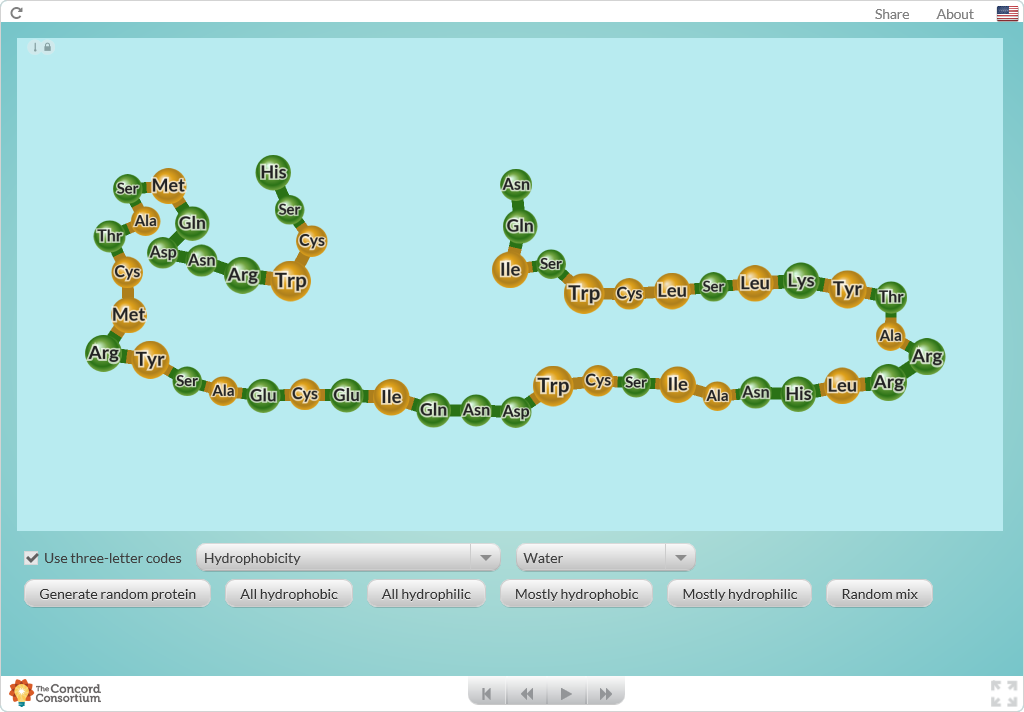 Share About
His
Ser
Cys
Trp
Arg
Asn
Asp
Gln
Met
Ser
Ala
Thr
Cys
Met
Arg
Tyr
Ser
Ala
Glu
Cys
Glu
Ile
Gln
Asn
Asp
Trp
Cys
Ser
Ile
Ala
Asn
His
Leu
Arg
Arg
Ala
Thr
Tyr
Lys
Leu
Ser
Leu
Cys
Trp
Ser
Ile
Gln
Asn
Use three-letter codes Hydrophobicity Water
Generate random protein All hydrophobic All hydrophilic Mostly hydrophobic Mostly hydrophilic Random mix
The Concord
Consortium